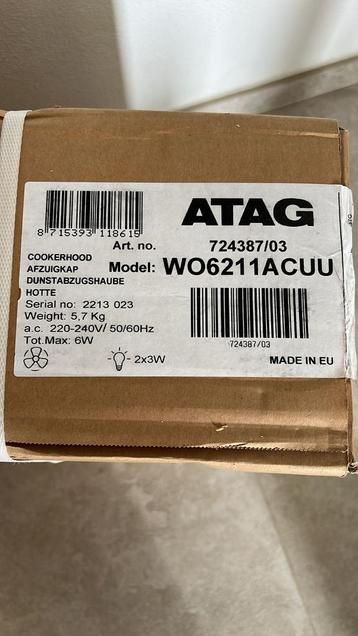 ATAG
8 715393 118615
Art. no. 724387/03
COOKERHOOD
AFZUIGKAP
DUNSTABZUGSHAUBE
HOTTE
Model: WO6211ACUU
Serial no: 2213 023
Weight: 5,7 Kg
a.c. 220-240V/ 50/60Hz
Tot.Max: 6W
724387/03
2x3W
MADE IN EU